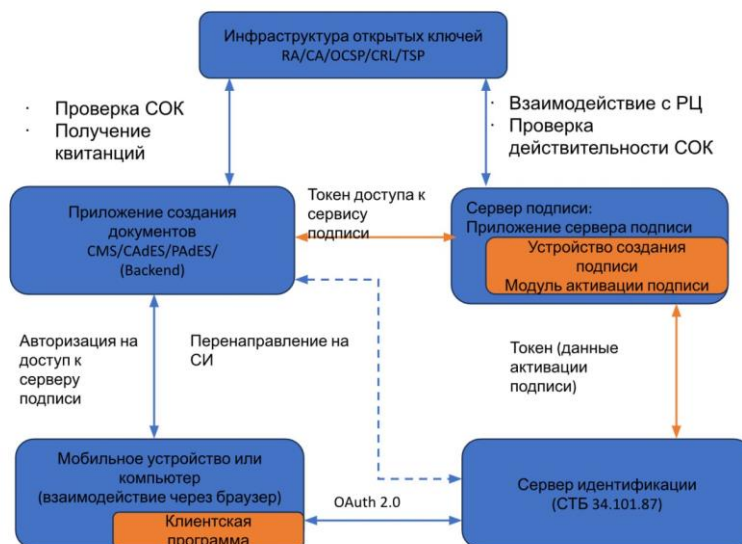 Инфраструктура открытых ключей
RA/CA/OCSP/CRL/TSP
· Проверка СОК
· Получение
квитанций
· Взаимодействие с РЦ
· Проверка
действительности СОК
Приложение создания
документов
CMS/CAdES/PAdES/
(Backend)
Токен доступа к
сервису
подписи
Сервер подписи:
Приложение сервера подписи
Устройство создания
подписи
Модуль активации подписи
Авторизация на
доступ к
серверу
подписи
Перенаправление на
СИ
Токен (данные
активации
подписи)
Мобильное устройство или
компьютер
(взаимодействие через браузер)
Клиентская
программа
OAuth 2.0
Сервер идентификации
(СТБ 34.101.87)